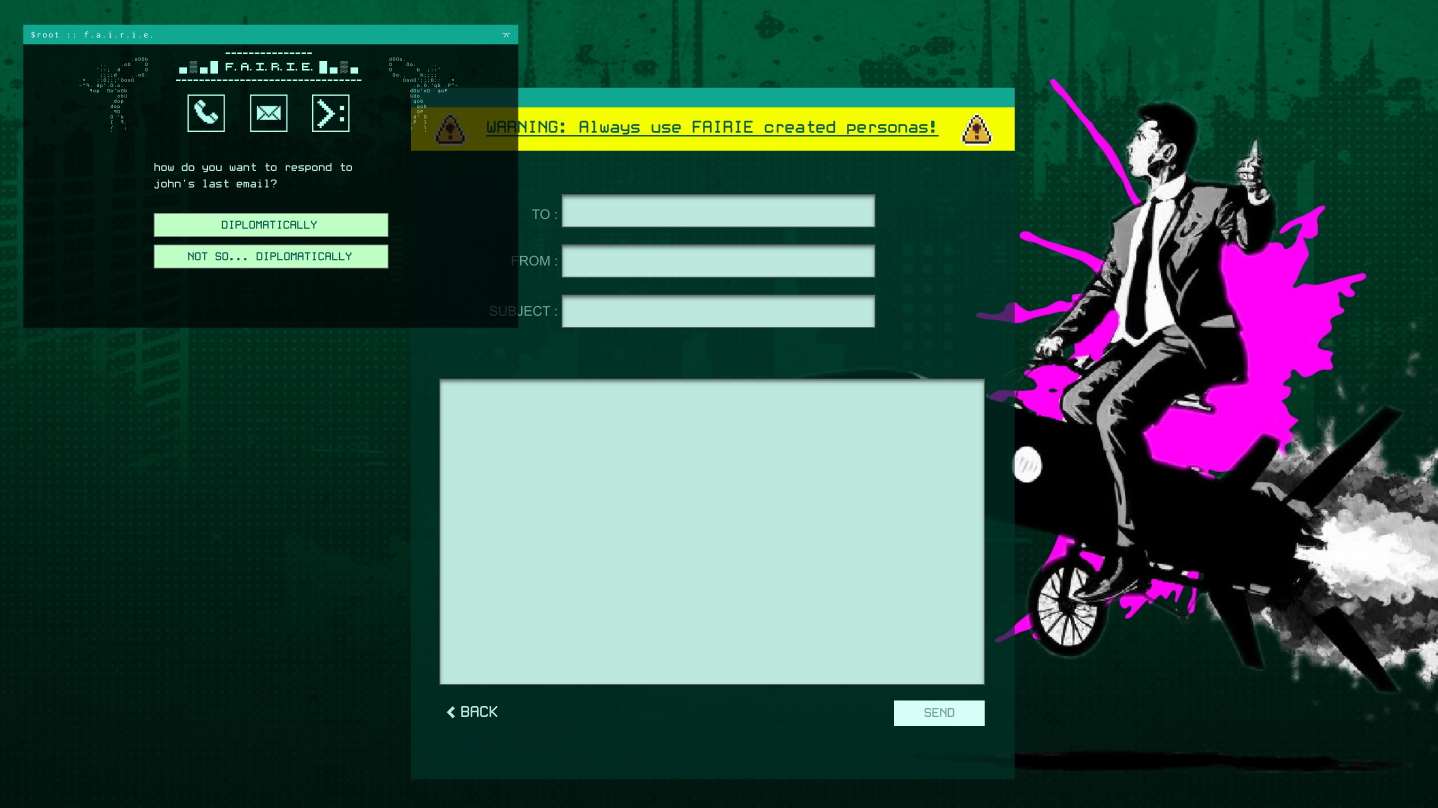 $root :: f.a.i.r.i.e.
F.A.I.R.I.E.
how do you want to respond to
john's last email?
DIPLOMATICALLY
NOT SO... DIPLOMATICALLY
WARNING: Always use FAIRIE created personas!
TO :
FROM :
SUBJECT :
BACK
SEND